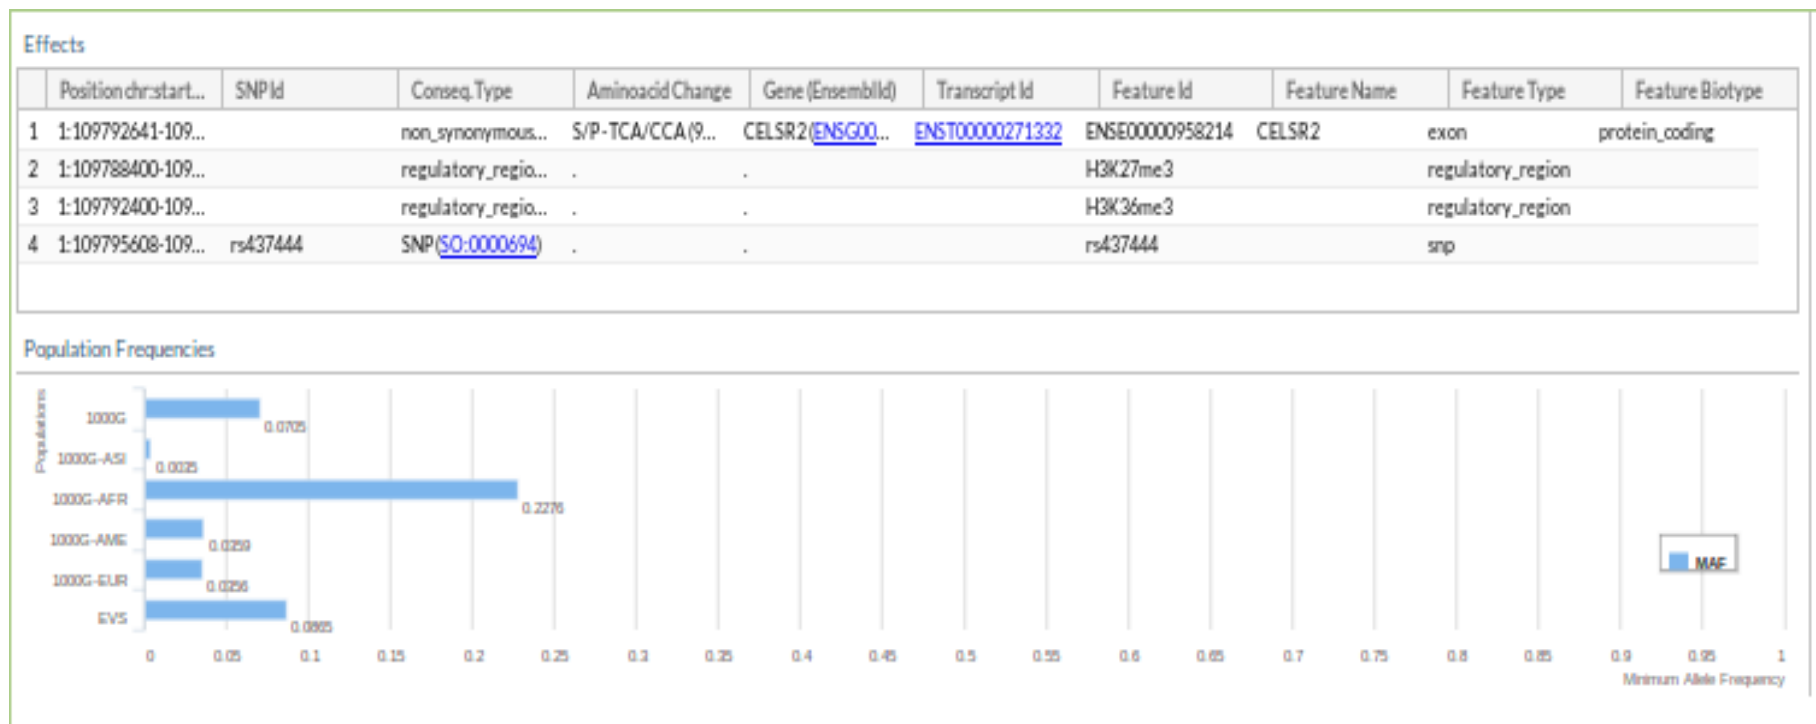 Effects
Position chr:start... SNP Id Conseq. Type Aminoacid Change Gene (EnsemblId) Transcript Id Feature Id Feature Name Feature Type Feature Biotype
1 1:109792641-109... non_synonymous... S/P-TCA/CCA (9... CELSR2(ENSG00... ENST00000271332 ENSE00000958214 CELSR2 exon protein_coding
2 1:109788400-109... regulatory_regio... . . H3K27me3 regulatory_region
3 1:109792400-109... regulatory_regio... . . H3K36me3 regulatory_region
4 1:109795608-109... rs437444 SNP(SO:0000694) . . rs437444 snp
Population Frequencies
Populations
1000G
0.0705
1000G-ASI
0.0035
1000G-AFR
0.2276
1000G-AME
0.0359
1000G-EUR
0.0356
EVS
0.0865
MAF
0 0.05 0.1 0.15 0.2 0.25 0.3 0.35 0.4 0.45 0.5 0.55 0.6 0.65 0.7 0.75 0.8 0.85 0.9 0.95 1
Minimum Allele Frequency